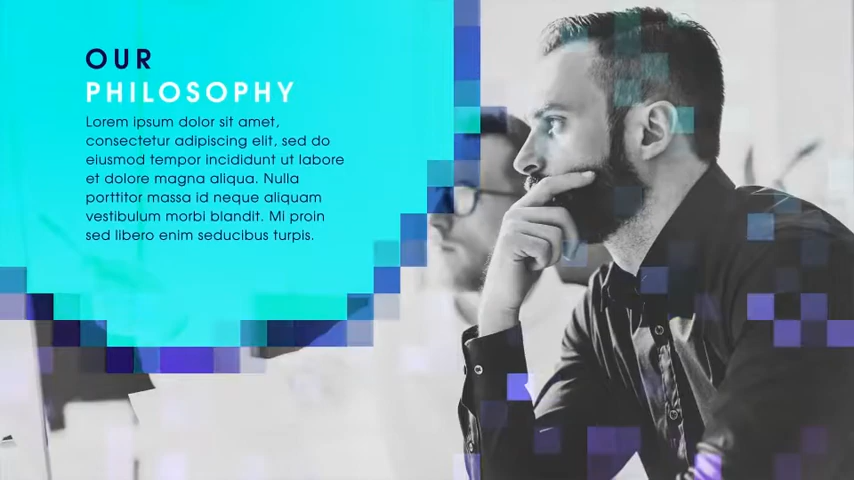 OUR
PHILOSOPHY
Lorem ipsum dolor sit amet,
consectetur adipiscing elit, sed do
eiusmod tempor incididunt ut labore
et dolore magna aliqua. Nulla
porttitor massa id neque aliquam
vestibulum morbi blandit. Mi proin
sed libero enim seducibus turpis.